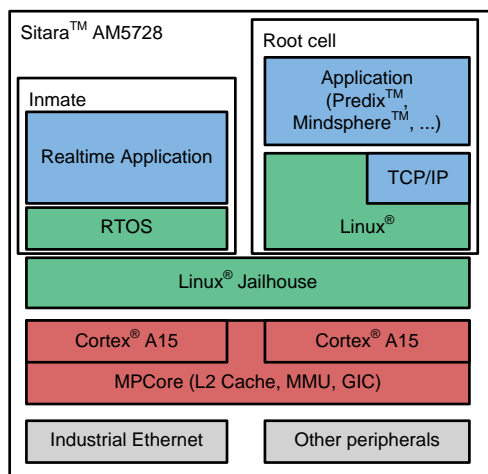 Sitara™ AM5728
Root cell
Application
(Predix™,
Mindsphere™, ...)
Inmate
Realtime Application
TCP/IP
RTOS
Linux®
Linux® Jailhouse
Cortex® A15
Cortex® A15
MPCore (L2 Cache, MMU, GIC)
Industrial Ethernet
Other peripherals